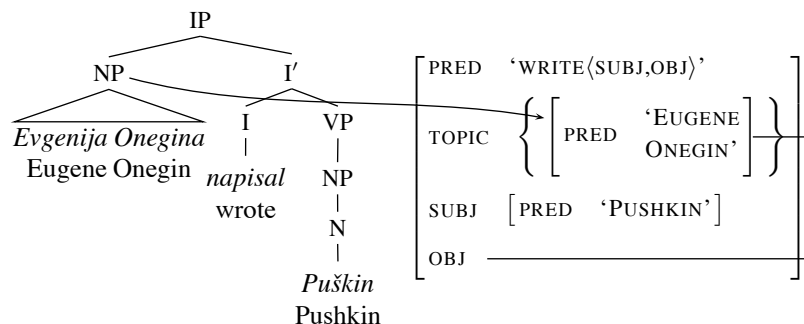 IP
NP I′
I VP
Evgenija Onegina
Eugene Onegin
napisal
wrote
NP
N
Puškin
Pushkin
PRED ‘WRITE⟨SUBJ,OBJ⟩’
TOPIC { [ PRED ‘EUGENE
ONEGIN’ ] }
SUBJ [PRED ‘PUSHKIN’]
OBJ